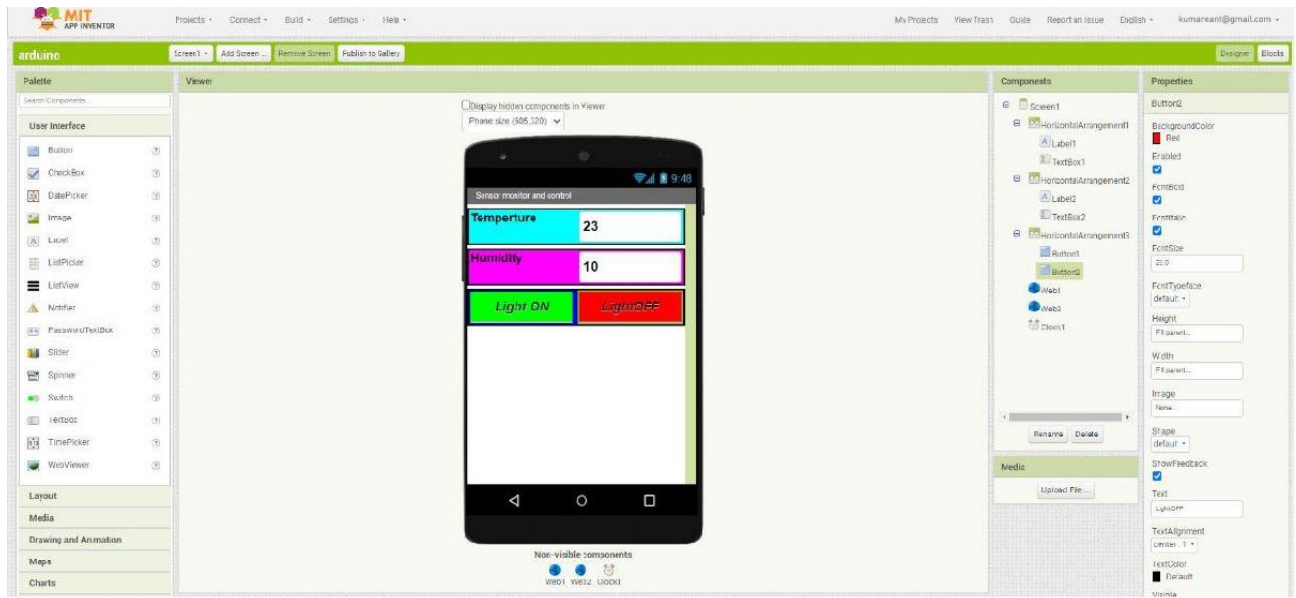 MIT
APP INVENTOR
Projects
Connect
Build
Settings
Help
My Projects
View Trash
Guide
Report an Issue
English
kumareant@gmail.com
arduino
Screen1
Add Screen ...
Remove Screen
Publish to Gallery
Designer
Blocks
Palette
Search Components...
User Interface
Button
CheckBox
DatePicker
Image
Label
ListPicker
ListView
Notifier
PasswordTextBox
Slider
Spinner
Switch
TextBox
TimePicker
WebViewer
Layout
Media
Drawing and Animation
Maps
Charts
Viewer
Display hidden components in Viewer
Phone size (505,320)
9:48
Sensor monitor and control
Temperture
23
Humidity
10
Light ON
LightOFF
Non-visible components
Web1 Web2 Clock1
Components
Screen1
HorizontalArrangement1
Label1
TextBox1
HorizontalArrangement2
Label2
TextBox2
HorizontalArrangement3
Button1
Button2
Web1
Web2
Clock1
Rename
Delete
Media
Upload File ...
Properties
Button2
BackgroundColor
Red
Enabled
FontBold
FontItalic
FontSize
23.0
FontTypeface
default
Height
Fill parent...
Width
Fill parent...
Image
None...
Shape
default
ShowFeedback
Text
LightOFF
TextAlignment
center : 1
TextColor
Default
Visible